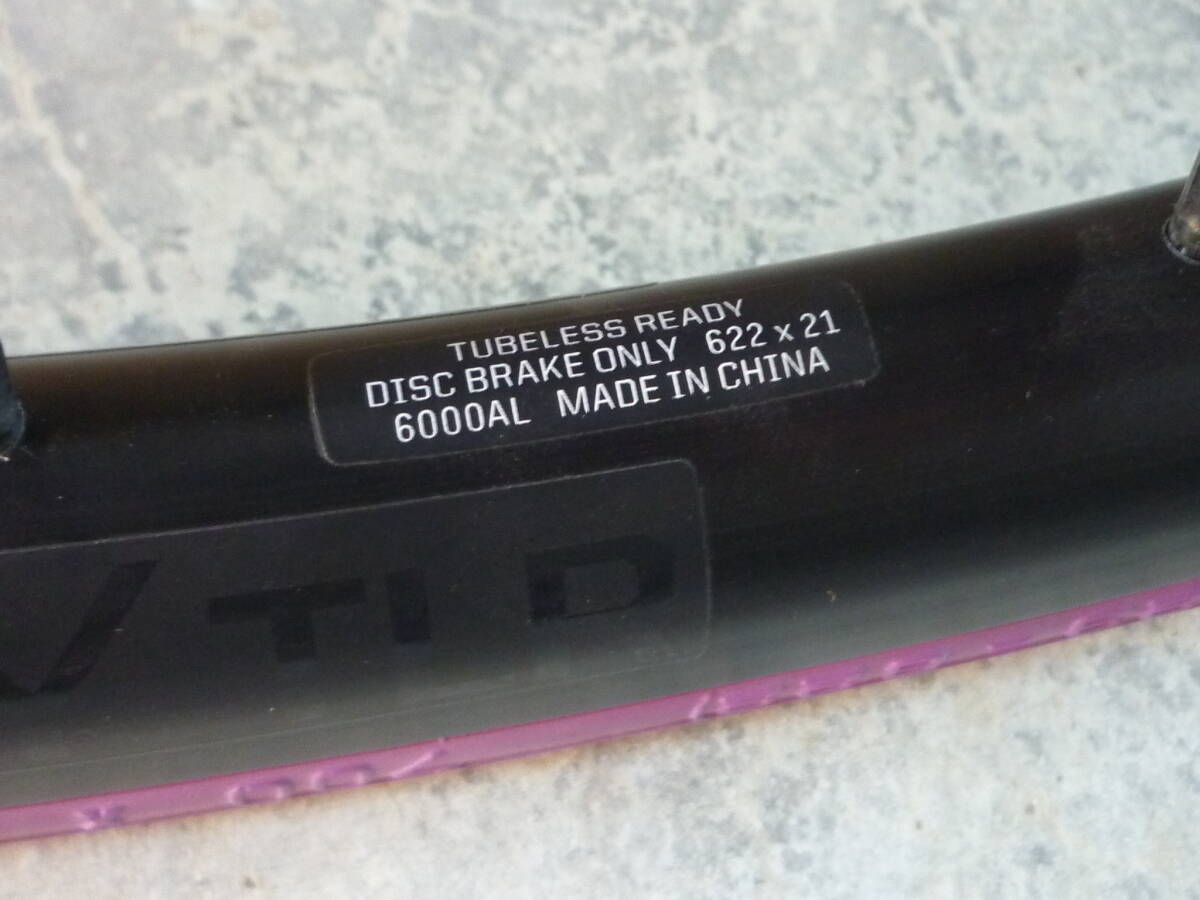 TUBELESS READY
DISC BRAKE ONLY 622 x 21
6000AL MADE IN CHINA